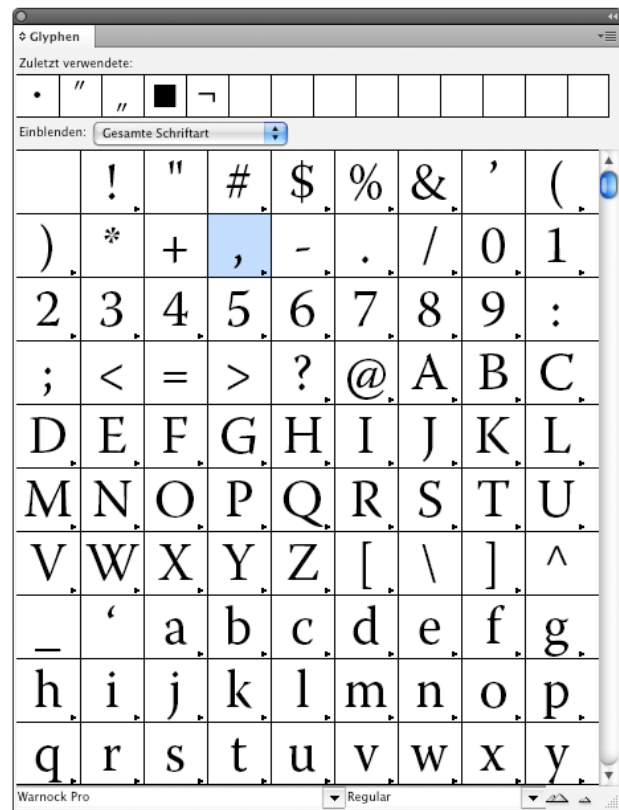 Glyphen
Zuletzt verwendete:
• " „ ■ ¬
Einblenden: Gesamte Schriftart
! " # $ % & ’ (
) * + , - . / 0 1
2 3 4 5 6 7 8 9 :
; < = > ? @ A B C
D E F G H I J K L
M N O P Q R S T U
V W X Y Z [ \ ] ^
_ ‘ a b c d e f g
h i j k l m n o p
q r s t u v w x y
Warnock Pro Regular